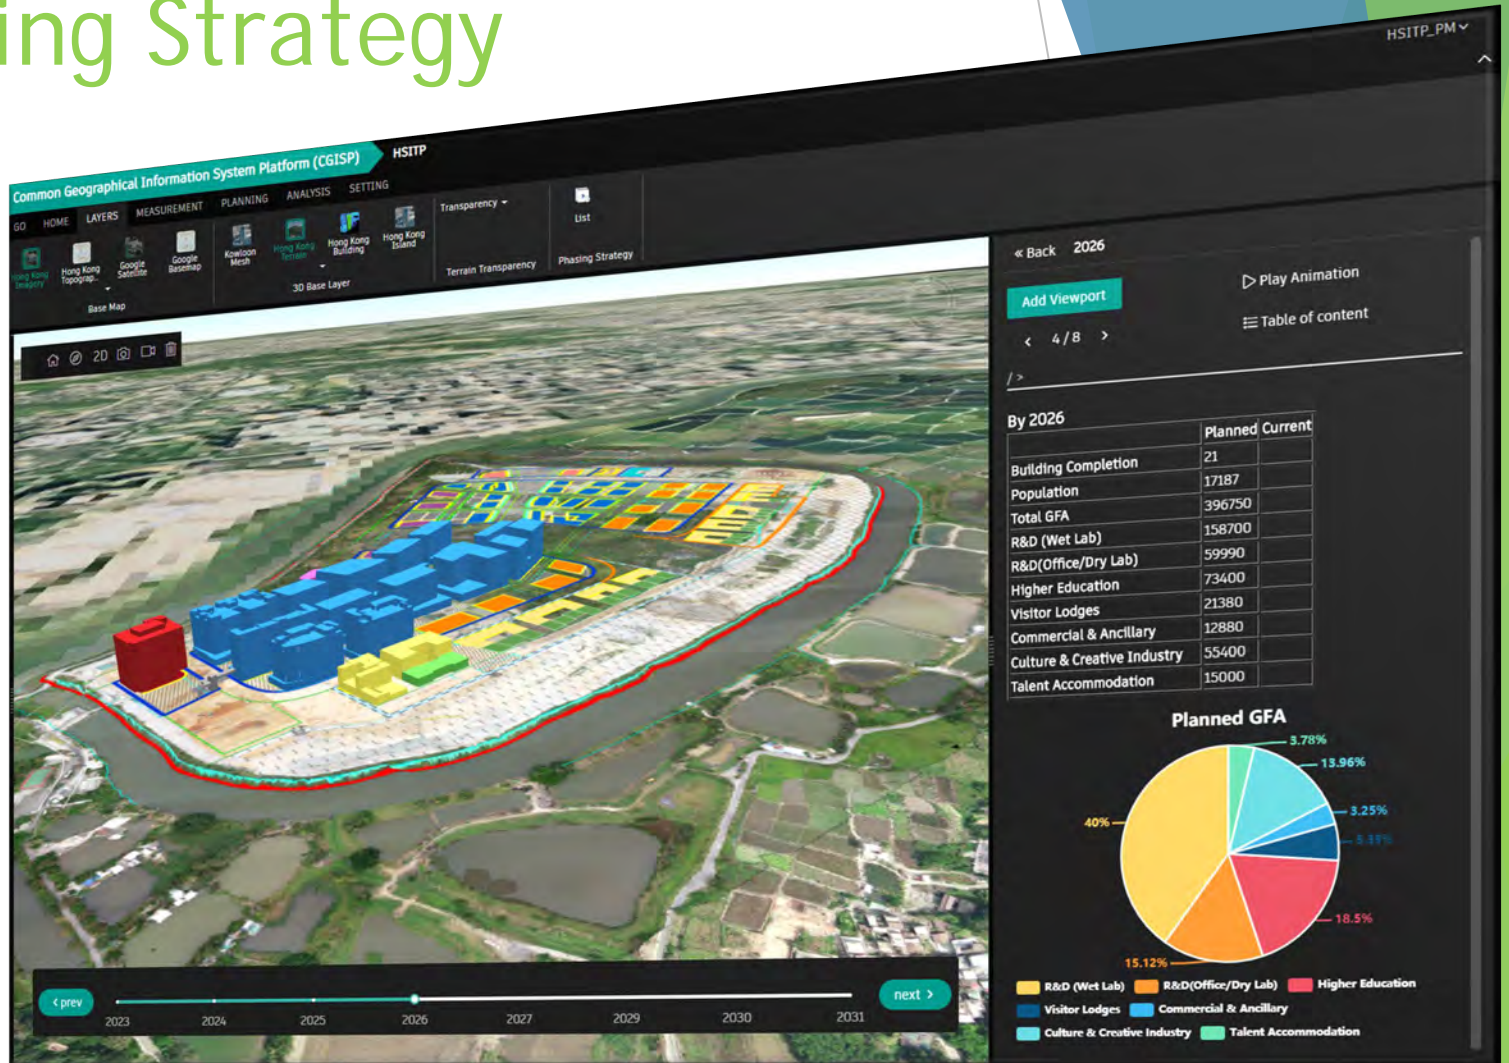 ing Strategy
HSITP_PM
Common Geographical Information System Platform (CGISP) HSITP
GO HOME LAYERS MEASUREMENT PLANNING ANALYSIS SETTING
Hong Kong Imagery
Hong Kong Topograp...
Google Satellite
Google Basemap
Base Map
Kowloon Mesh
Hong Kong Terrain
Hong Kong Building
Hong Kong Island
3D Base Layer
Transparency
Terrain Transparency
List
Phasing Strategy
2D
« Back 2026
Add Viewport
Play Animation
< 4 / 8 >
Table of content
/ >
By 2026
Planned Current
Building Completion 21
Population 17187
Total GFA 396750
R&D (Wet Lab) 158700
R&D(Office/Dry Lab) 59990
Higher Education 73400
Visitor Lodges 21380
Commercial & Ancillary 12880
Culture & Creative Industry 55400
Talent Accommodation 15000
Planned GFA
3.78%
13.96%
3.25%
40%
18.5%
15.12%
R&D (Wet Lab) R&D(Office/Dry Lab) Higher Education
Visitor Lodges Commercial & Ancillary
Culture & Creative Industry Talent Accommodation
< prev
2023 2024 2025 2026 2027 2029 2030 2031
next >